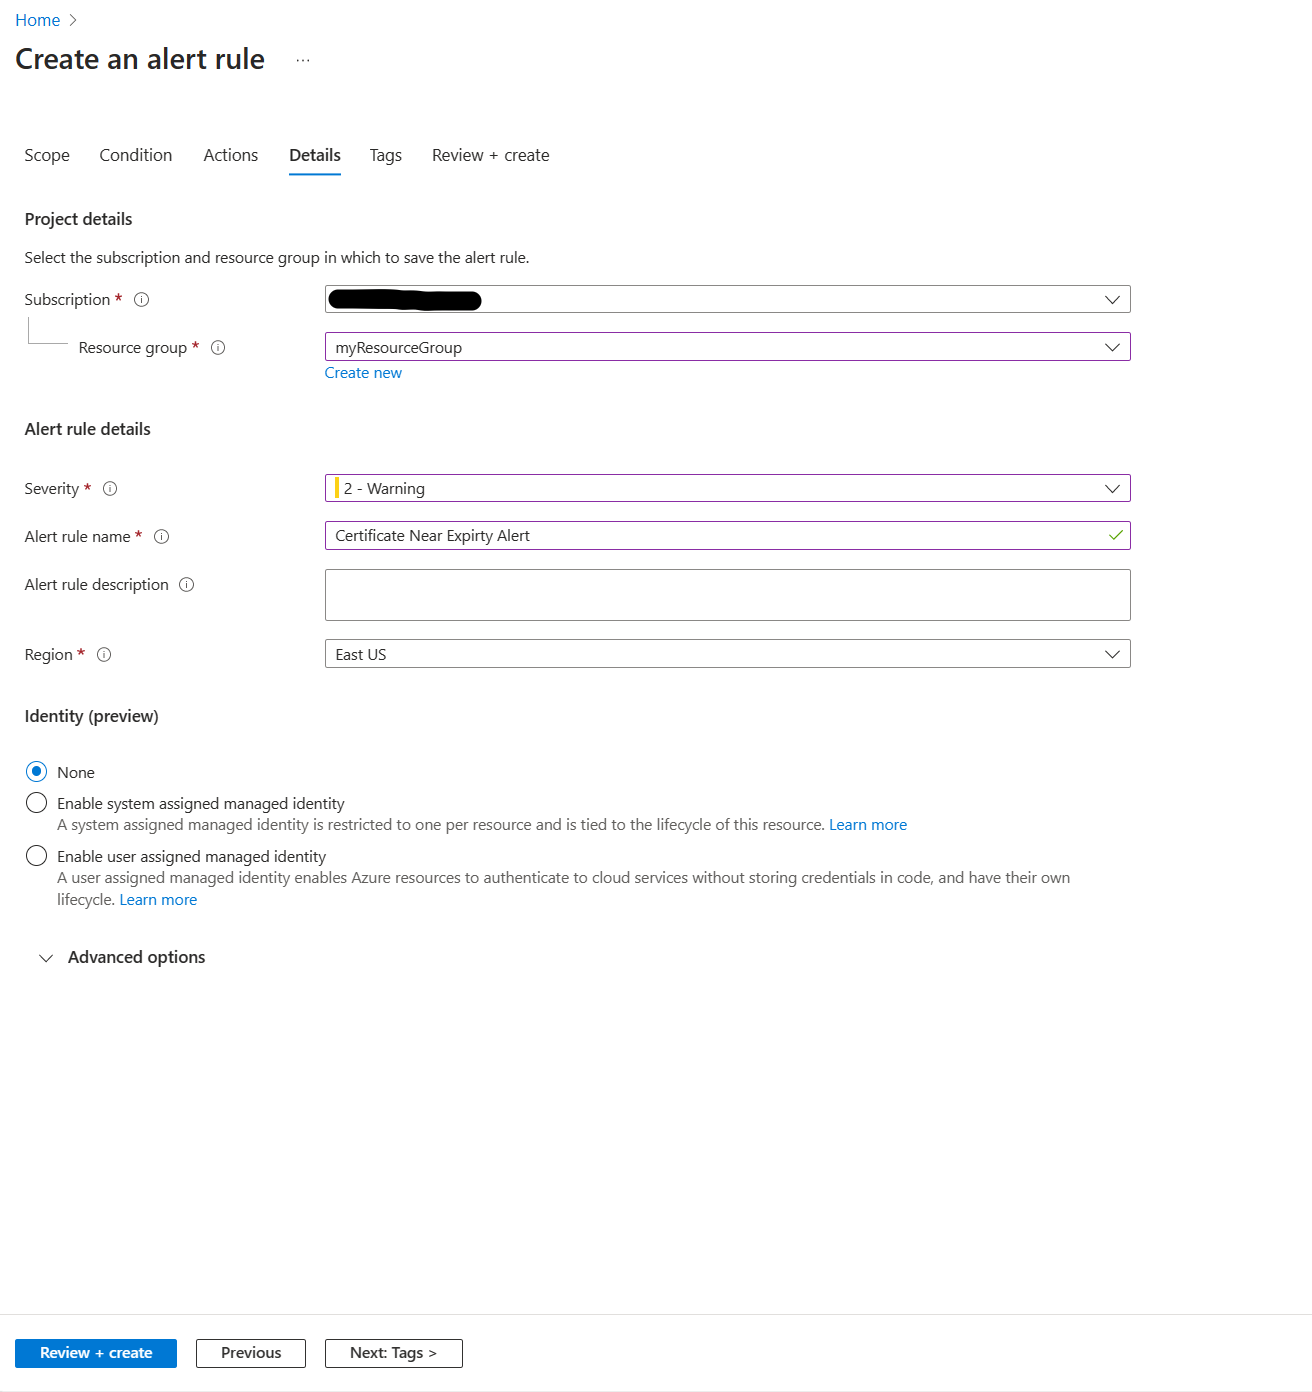 Home >
Create an alert rule ...
Scope Condition Actions Details Tags Review + create
Project details
Select the subscription and resource group in which to save the alert rule.
Subscription *
Resource group * myResourceGroup
Create new
Alert rule details
Severity * 2 - Warning
Alert rule name * Certificate Near Expirty Alert
Alert rule description
Region * East US
Identity (preview)
None
Enable system assigned managed identity
A system assigned managed identity is restricted to one per resource and is tied to the lifecycle of this resource. Learn more
Enable user assigned managed identity
A user assigned managed identity enables Azure resources to authenticate to cloud services without storing credentials in code, and have their own
lifecycle. Learn more
Advanced options
Review + create Previous Next: Tags >